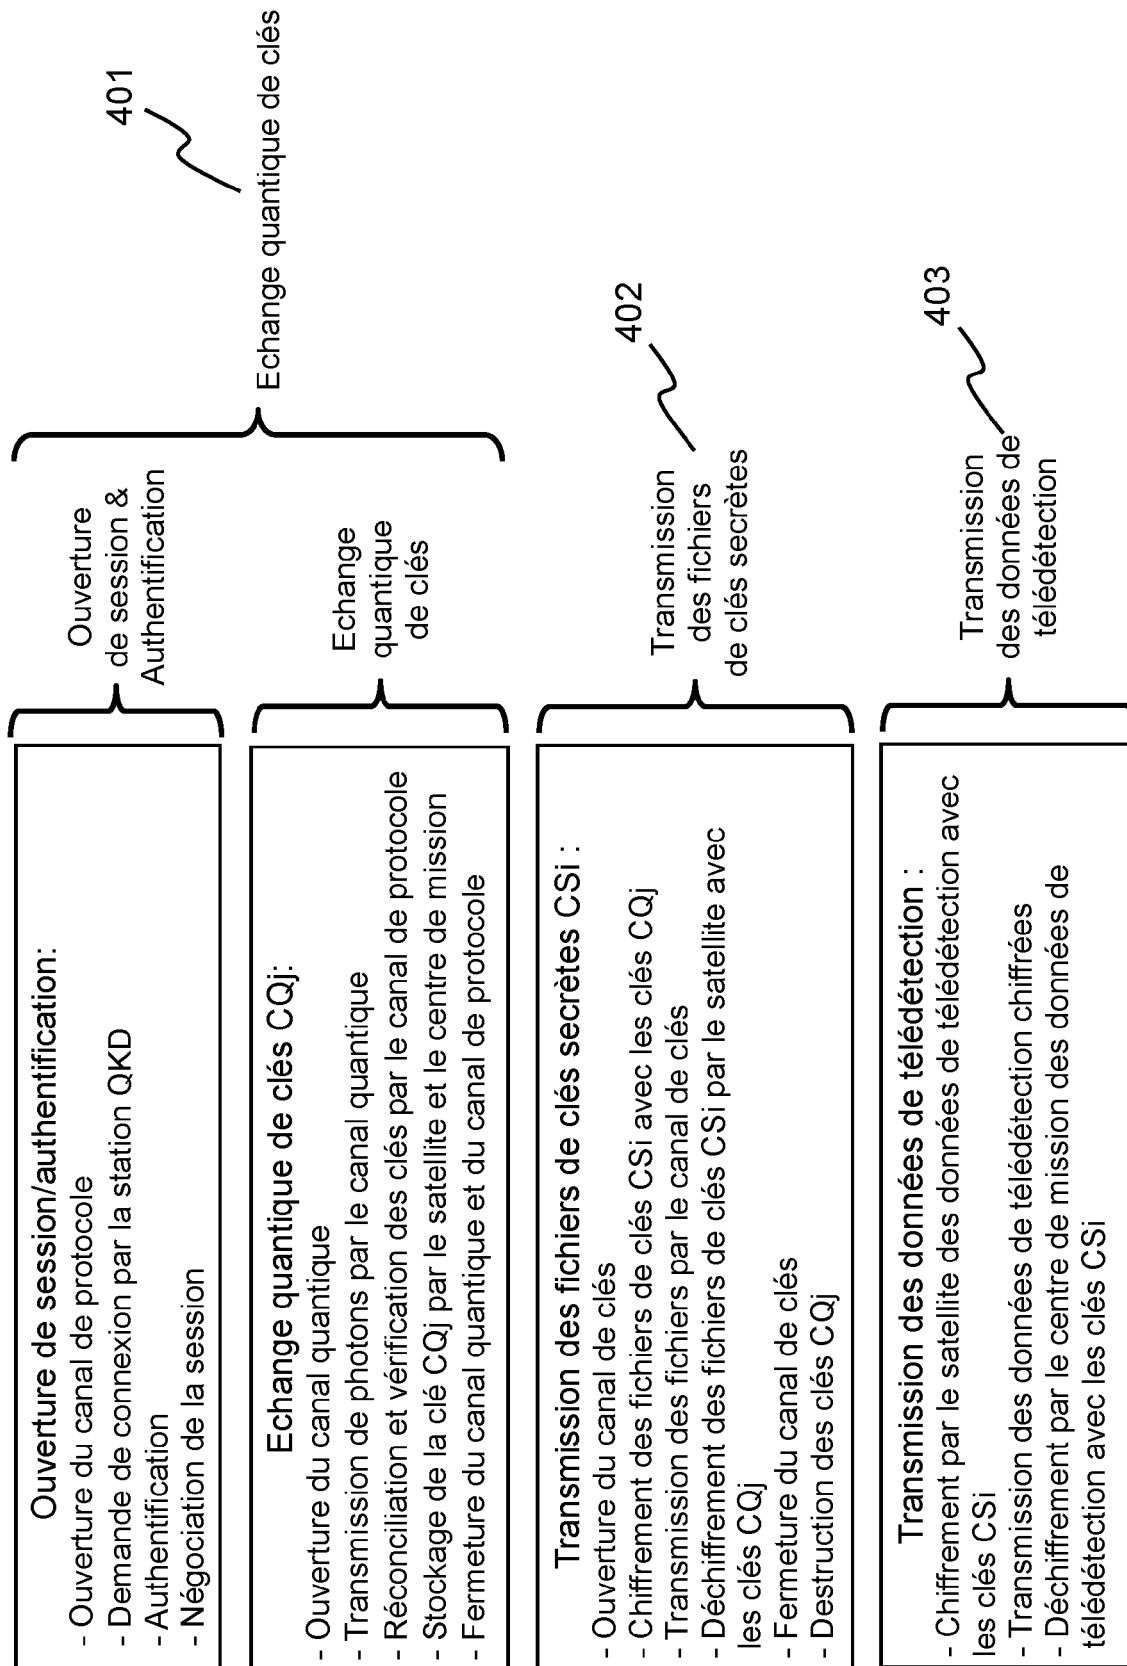 Ouverture de session/authentification:
- Ouverture du canal de protocole
- Demande de connexion par la station QKD
- Authentification
- Négociation de la session
Ouverture
de session &
Authentification
Echange quantique de clés CQj:
- Ouverture du canal quantique
- Transmission de photons par le canal quantique
- Réconciliation et vérification des clés par le canal de protocole
- Stockage de la clé CQj par le satellite et le centre de mission
- Fermeture du canal quantique et du canal de protocole
Echange
quantique
de clés
401
Echange quantique de clés
Transmission des fichiers de clés secrètes CSi :
- Ouverture du canal de clés
- Chiffrement des fichiers de clés CSi avec les clés CQj
- Transmission des fichiers par le canal de clés
- Déchiffrement des fichiers de clés CSi par le satellite avec
les clés CQj
- Fermeture du canal de clés
- Destruction des clés CQj
Transmission
des fichiers
de clés secrètes
402
Transmission des données de télédétection :
- Chiffrement par le satellite des données de télédétection avec
les clés CSi
- Transmission des données de télédétection chiffrées
- Déchiffrement par le centre de mission des données de
télédétection avec les clés CSi
Transmission
des données de
télédétection
403